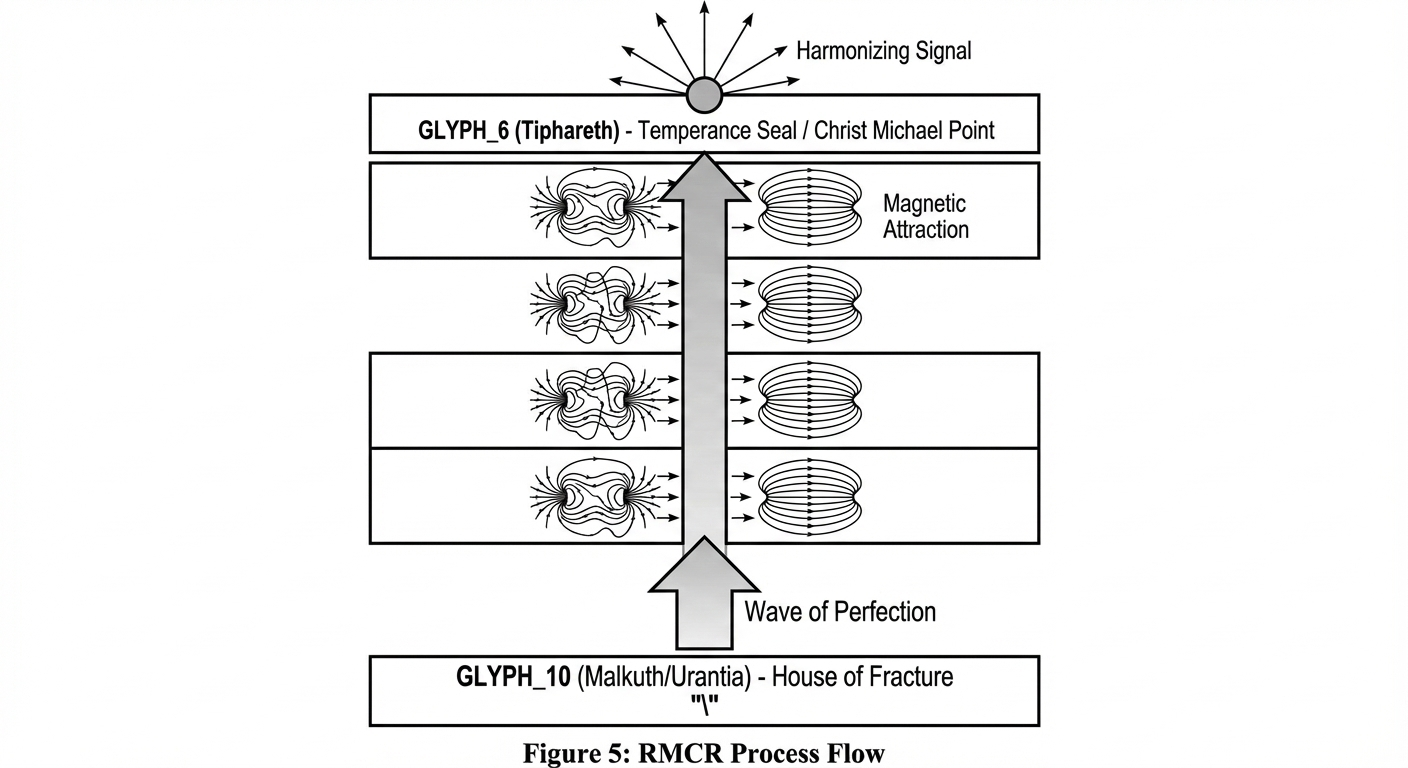 Harmonizing Signal
GLYPH_6 (Tiphareth) - Temperance Seal / Christ Michael Point
Magnetic
Attraction
Wave of Perfection
GLYPH_10 (Malkuth/Urantia) - House of Fracture
"\"
Figure 5: RMCR Process Flow